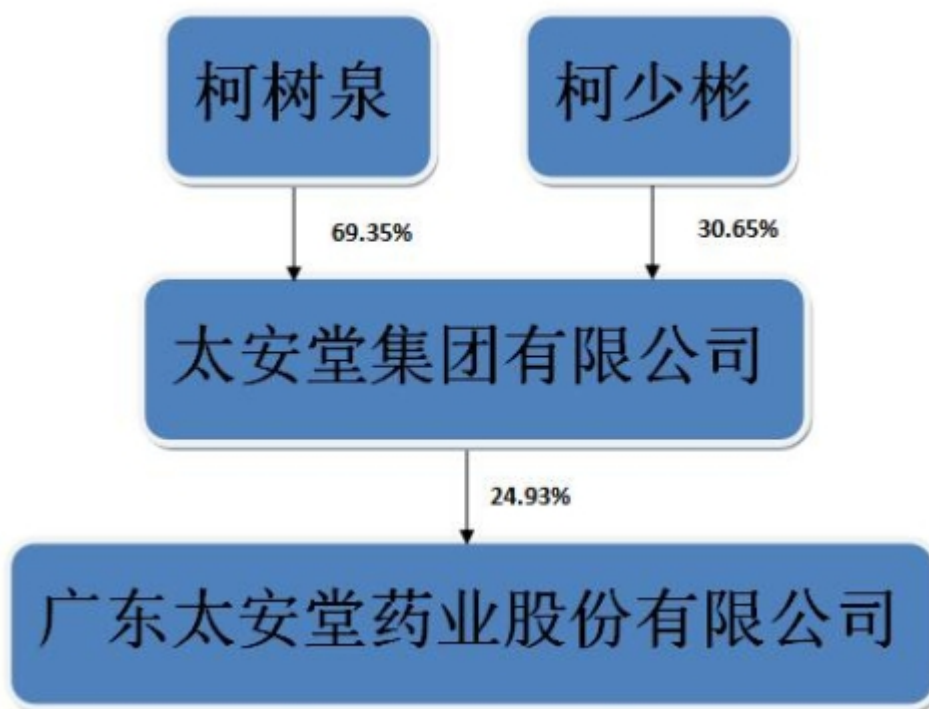 柯树泉
柯少彬
69.35%
30.65%
太安堂集团有限公司
24.93%
广东太安堂药业股份有限公司